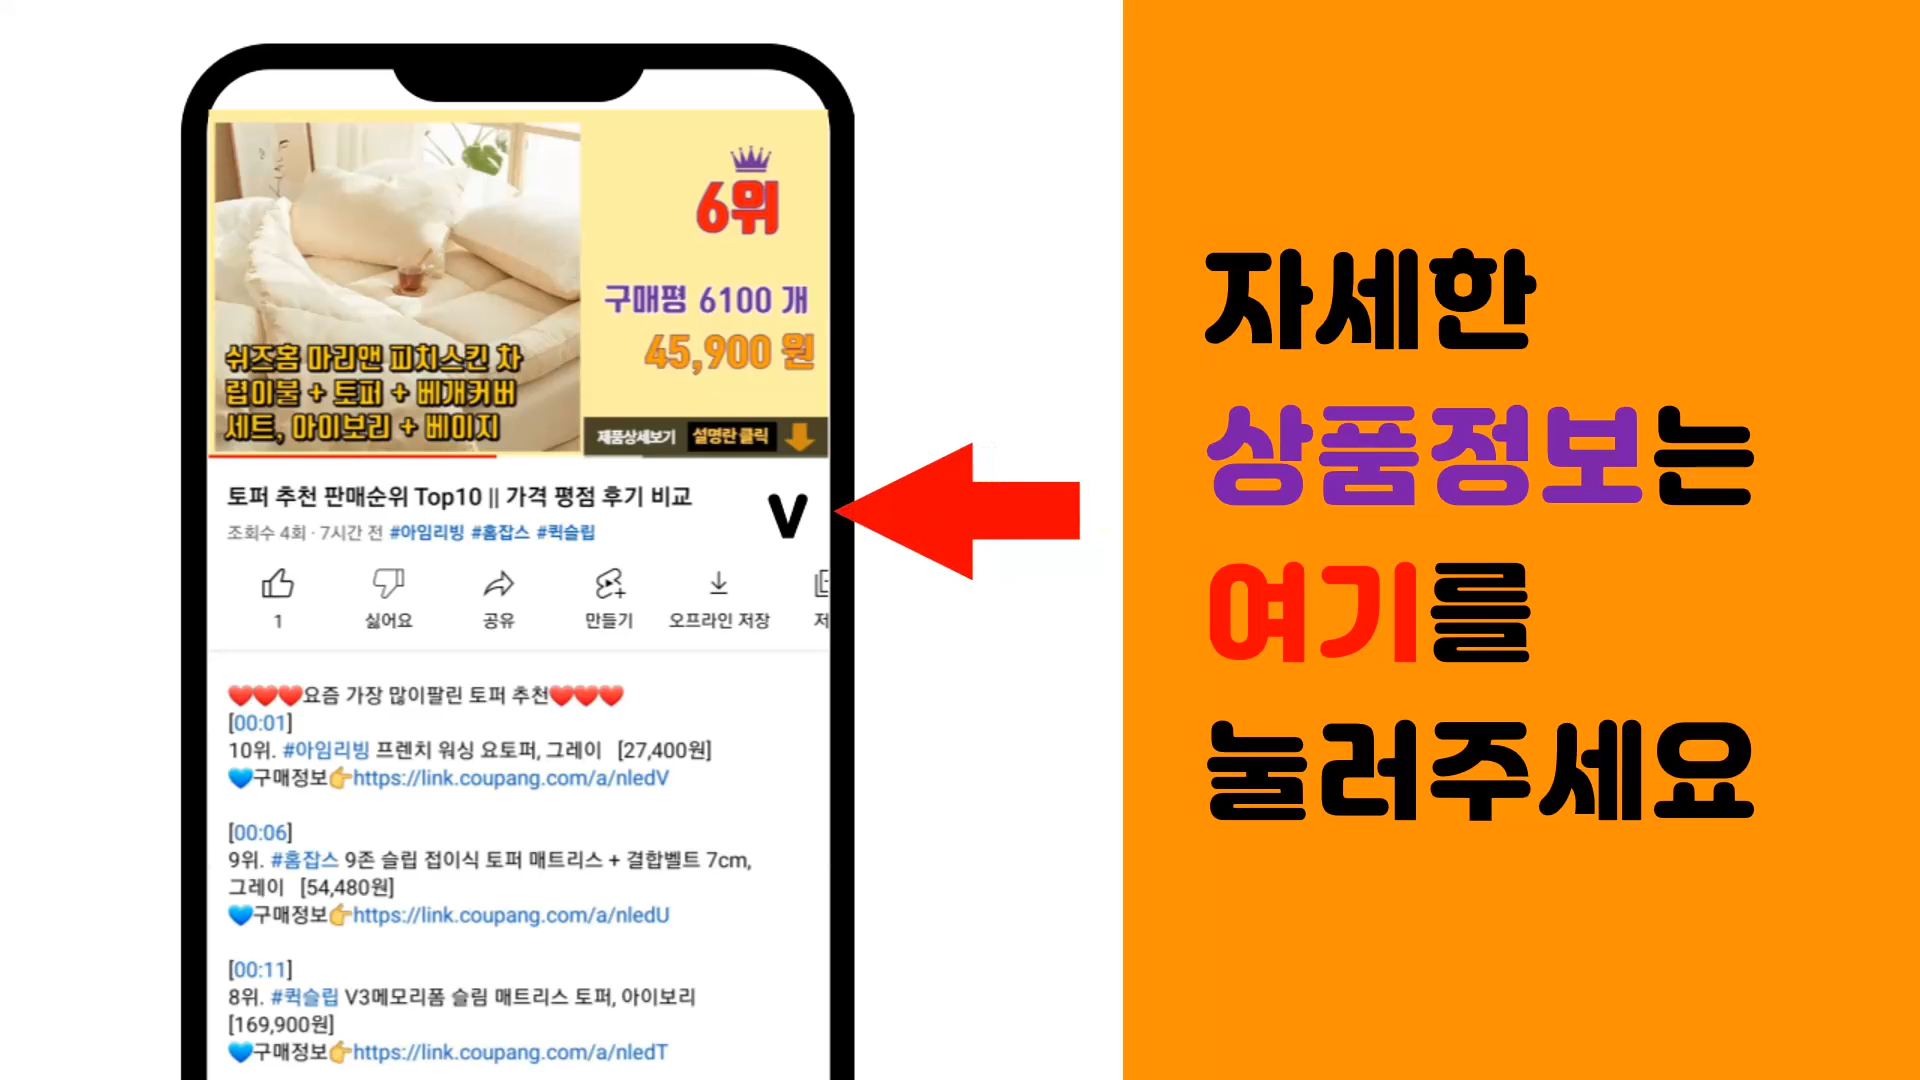 6위
구매평 6100 개
45,900 원
쉬즈홈 마리앤 피치스킨 차
렵이불 + 토퍼 + 베개커버
세트, 아이보리 + 베이지
제품상세보기 설명란 클릭
토퍼 추천 판매순위 Top10 || 가격 평점 후기 비교
V
조회수 4회 · 7시간 전 #아임리빙 #홈잡스 #퀵슬립
1 싫어요 공유 만들기 오프라인 저장 저
❤️❤️❤️요즘 가장 많이팔린 토퍼 추천❤️❤️❤️
[00:01]
10위. #아임리빙 프렌치 워싱 요토퍼, 그레이 [27,400원]
💙구매정보👉https://link.coupang.com/a/nledV
[00:06]
9위. #홈잡스 9존 슬립 접이식 토퍼 매트리스 + 결합벨트 7cm,
그레이 [54,480원]
💙구매정보👉https://link.coupang.com/a/nledU
[00:11]
8위. #퀵슬립 V3메모리폼 슬림 매트리스 토퍼, 아이보리
[169,900원]
💙구매정보👉https://link.coupang.com/a/nledT
자세한
상품정보는
여기를
눌러주세요